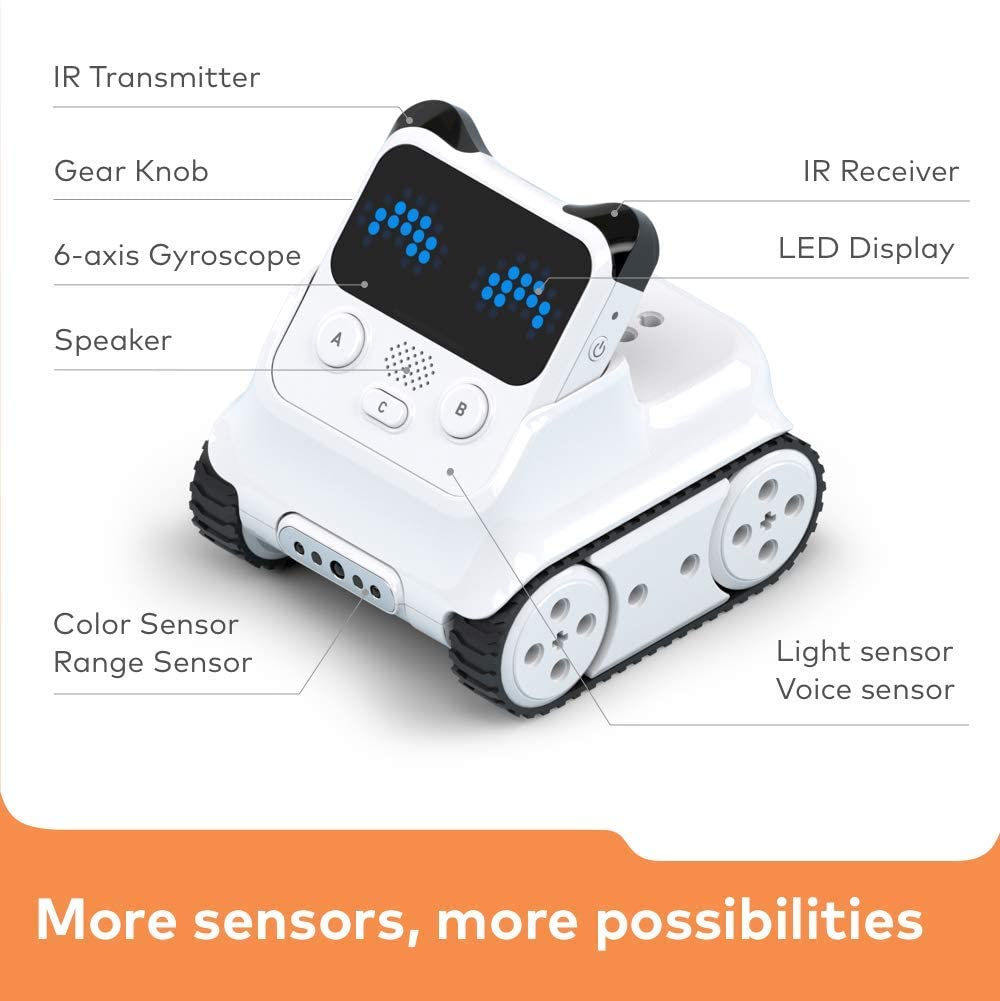 IR Transmitter
Gear Knob
IR Receiver
6-axis Gyroscope
LED Display
Speaker
A
C
B
Color Sensor
Range Sensor
Light sensor
Voice sensor
More sensors, more possibilities